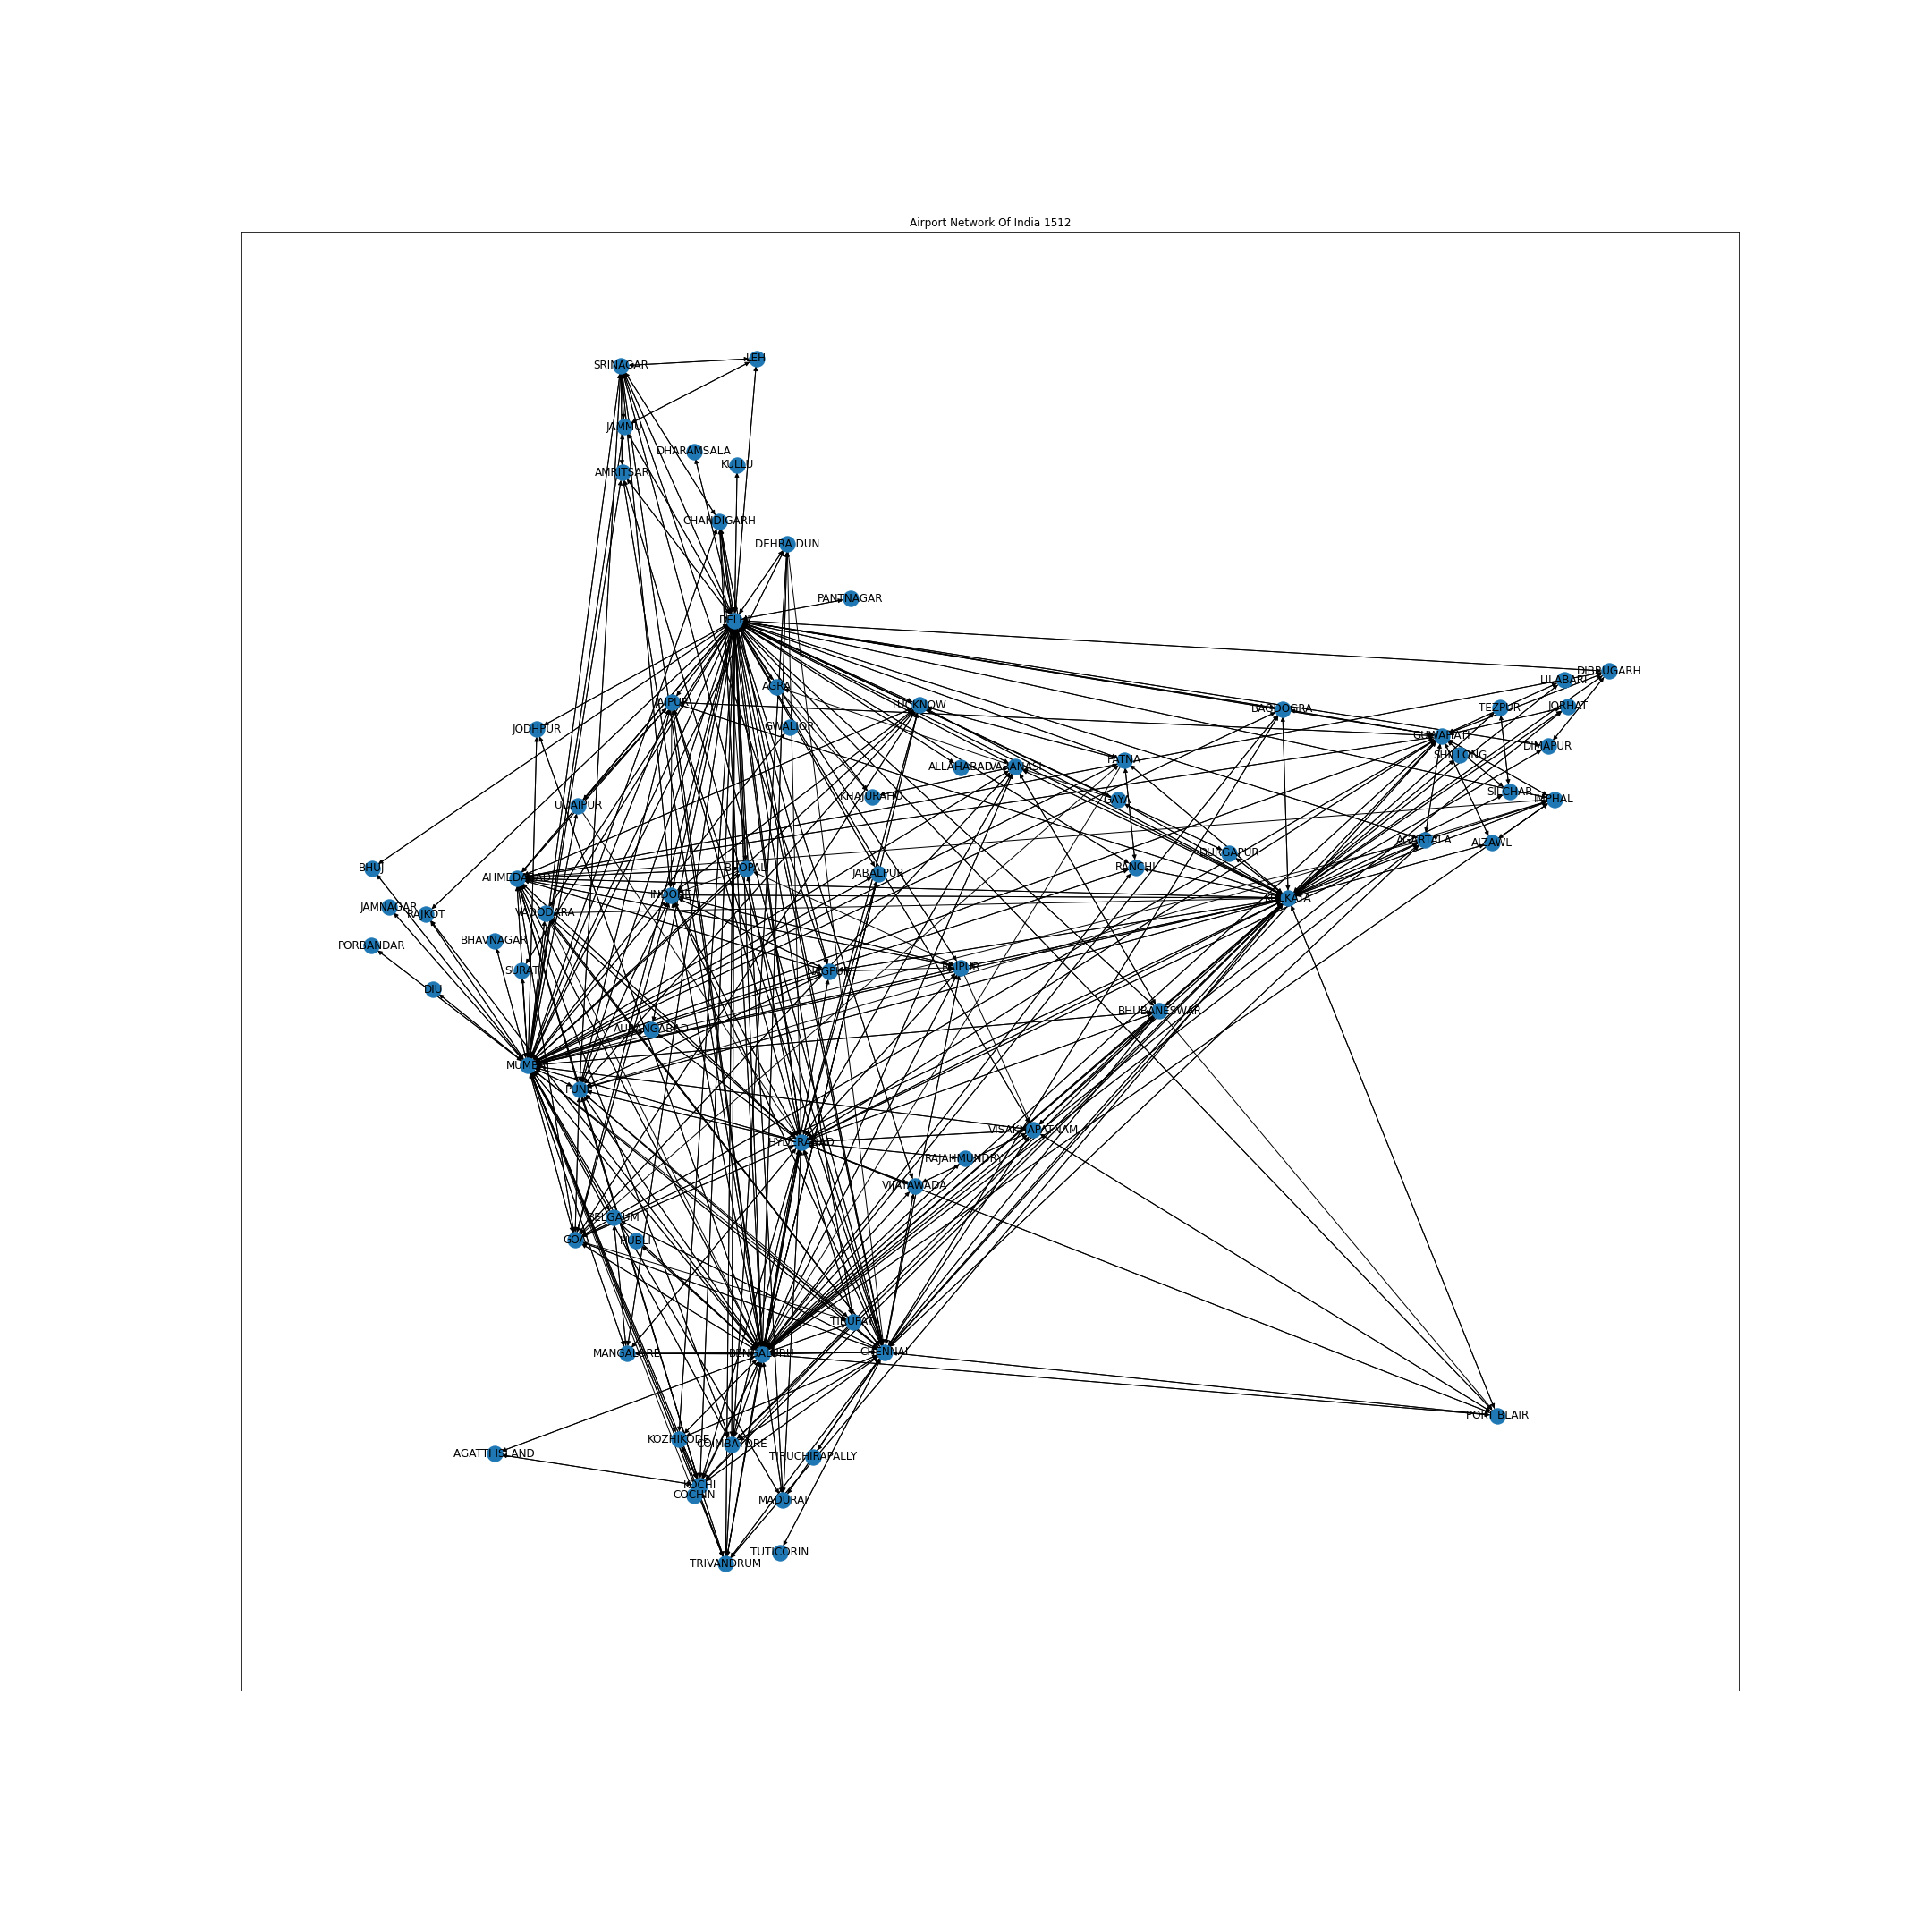 Airport Network Of India 1512
LEH
SRINAGAR
JAMMU
DHARAMSALA
KULLU
AMRITSAR
CHANDIGARH
DEHRA DUN
PANTNAGAR
DELHI
DIBRUGARH
LILABARI
AGRA
JAIPUR
LUCKNOW
BAGDOGRA
TEZPUR
JORHAT
GWALIOR
JODHPUR
GUWAHATI
DIMAPUR
SHILLONG
PATNA
ALLAHABAD
VARANASI
SILCHAR
KHAJURAHO
GAYA
IMPHAL
UDAIPUR
AGARTALA
AIZAWL
DURGAPUR
BHUJ
BHOPAL
RANCHI
JABALPUR
AHMEDABAD
INDORE
KOLKATA
JAMNAGAR
RAJKOT
VADODARA
BHAVNAGAR
PORBANDAR
SURAT
NAGPUR
RAIPUR
DIU
BHUBANESWAR
AURANGABAD
MUMBAI
PUNE
VISAKHAPATNAM
HYDERABAD
RAJAHMUNDRY
VIJAYAWADA
BELGAUM
GOA
HUBLI
TIRUPATI
MANGALORE
BENGALURU
CHENNAI
PORT BLAIR
KOZHIKODE
COIMBATORE
AGATTI ISLAND
TIRUCHIRAPALLY
KOCHI
COCHIN
MADURAI
TUTICORIN
TRIVANDRUM